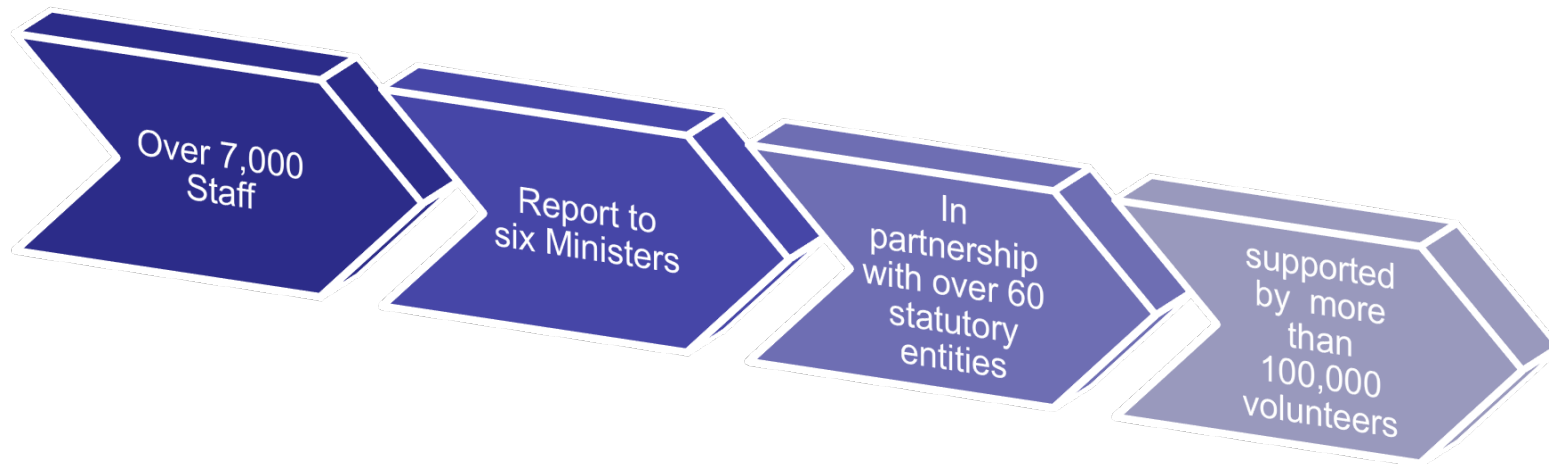 Over 7,000
Staff
Report to
six Ministers
In
partnership
with over 60
statutory
entities
supported
by  more
than
100,000
volunteers